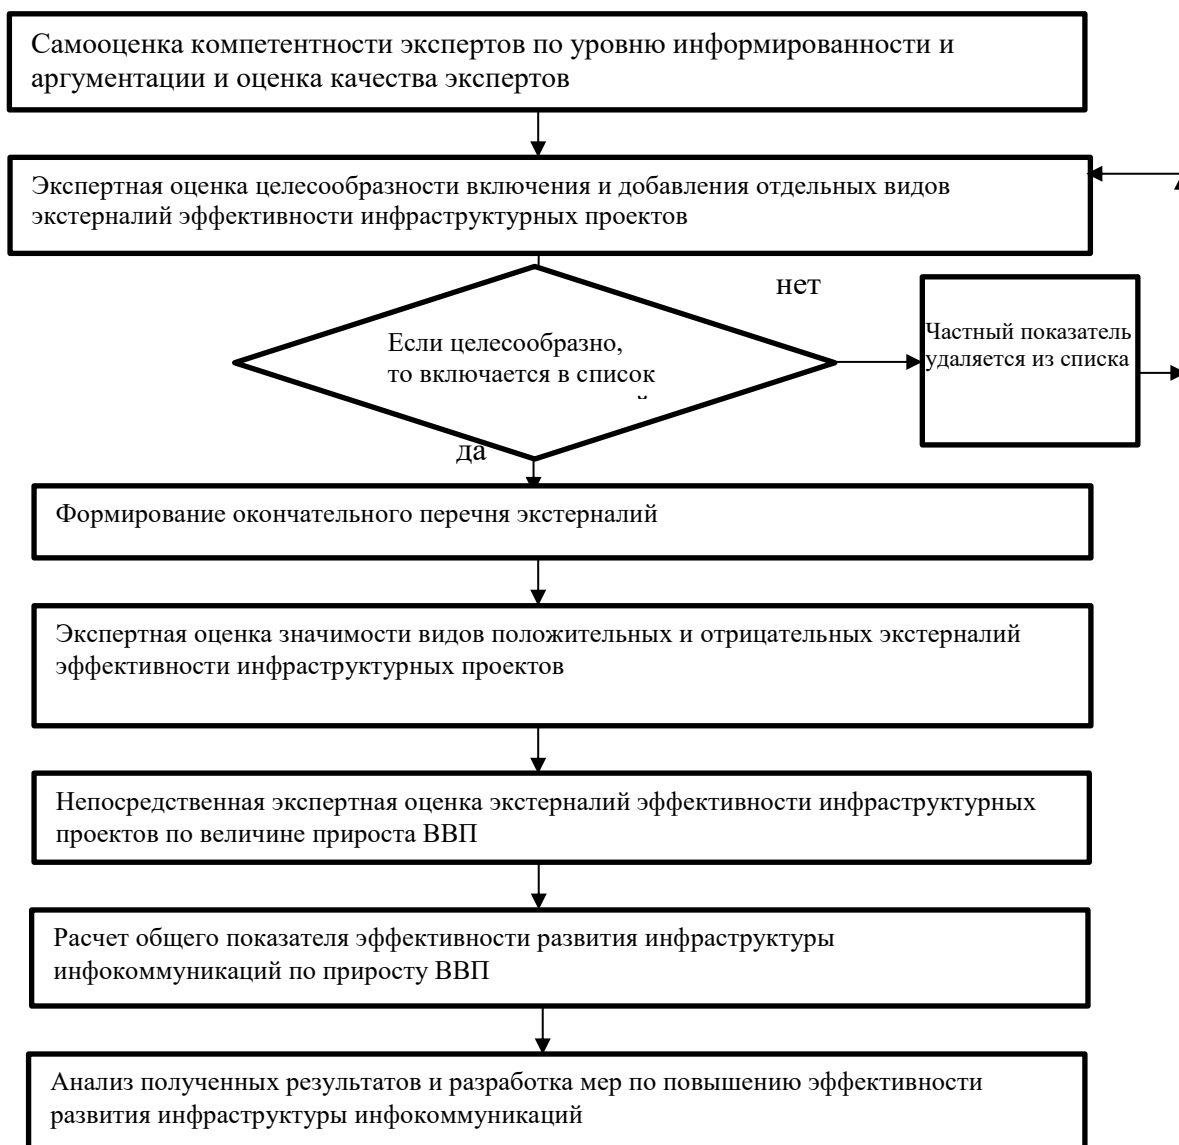 Самооценка компетентности экспертов по уровню информированности и
аргументации и оценка качества экспертов
Экспертная оценка целесообразности включения и добавления отдельных видов
экстерналий эффективности инфраструктурных проектов
нет
Если целесообразно,
то включается в список
Частный показатель
удаляется из списка
да
Формирование окончательного перечня экстерналий
Экспертная оценка значимости видов положительных и отрицательных экстерналий
эффективности инфраструктурных проектов
Непосредственная экспертная оценка экстерналий эффективности инфраструктурных
проектов по величине прироста ВВП
Расчет общего показателя эффективности развития инфраструктуры
инфокоммуникаций по приросту ВВП
Анализ полученных результатов и разработка мер по повышению эффективности
развития инфраструктуры инфокоммуникаций